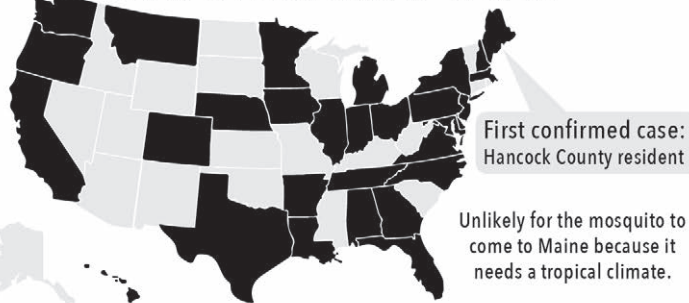 First confirmed case:
Hancock County resident
Unlikely for the mosquito to
come to Maine because it
needs a tropical climate.